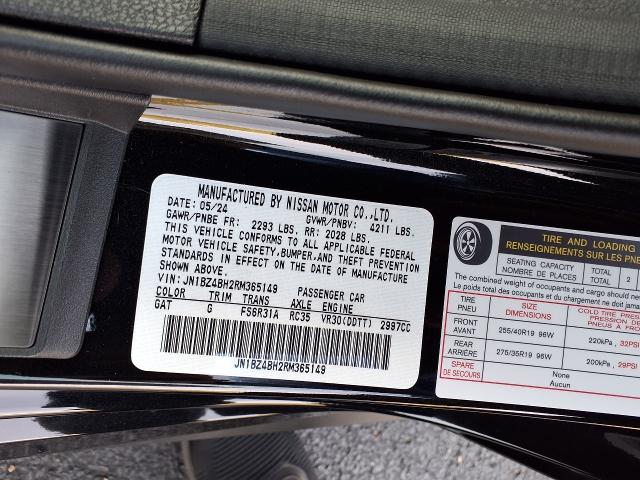 MANUFACTURED BY NISSAN MOTOR CO.,LTD.
DATE: 05/24 GVWR/PNBV: 4211 LBS.
GAWR/PNBE FR: 2293 LBS. RR: 2028 LBS.
THIS VEHICLE CONFORMS TO ALL APPLICABLE FEDERAL
MOTOR VEHICLE SAFETY,BUMPER,AND THEFT PREVENTION
STANDARDS IN EFFECT ON THE DATE OF MANUFACTURE
SHOWN ABOVE.
VIN: JN1BZ4BH2RM365149 PASSENGER CAR
COLOR TRIM TRANS AXLE ENGINE
GAT G FS6R31A RC35 VR30(DDTT) 2997CC
JN1BZ4BH2RM365149
TIRE AND LOADING
RENSEIGNEMENTS SUR LES
SEATING CAPACITY TOTAL 2
NOMBRE DE PLACES TOTAL
The combined weight of occupants and cargo should
Le poids total des occupants et du chargement ne doit
TIRE SIZE COLD TIRE
PNEU DIMENSIONS PNEUS À
FRONT 255/40R19 96W 220kPa, 32PSI
AVANT
REAR 275/35R19 96W 200kPa, 29PSI
ARRIÈRE
SPARE None
DE SECOURS Aucun